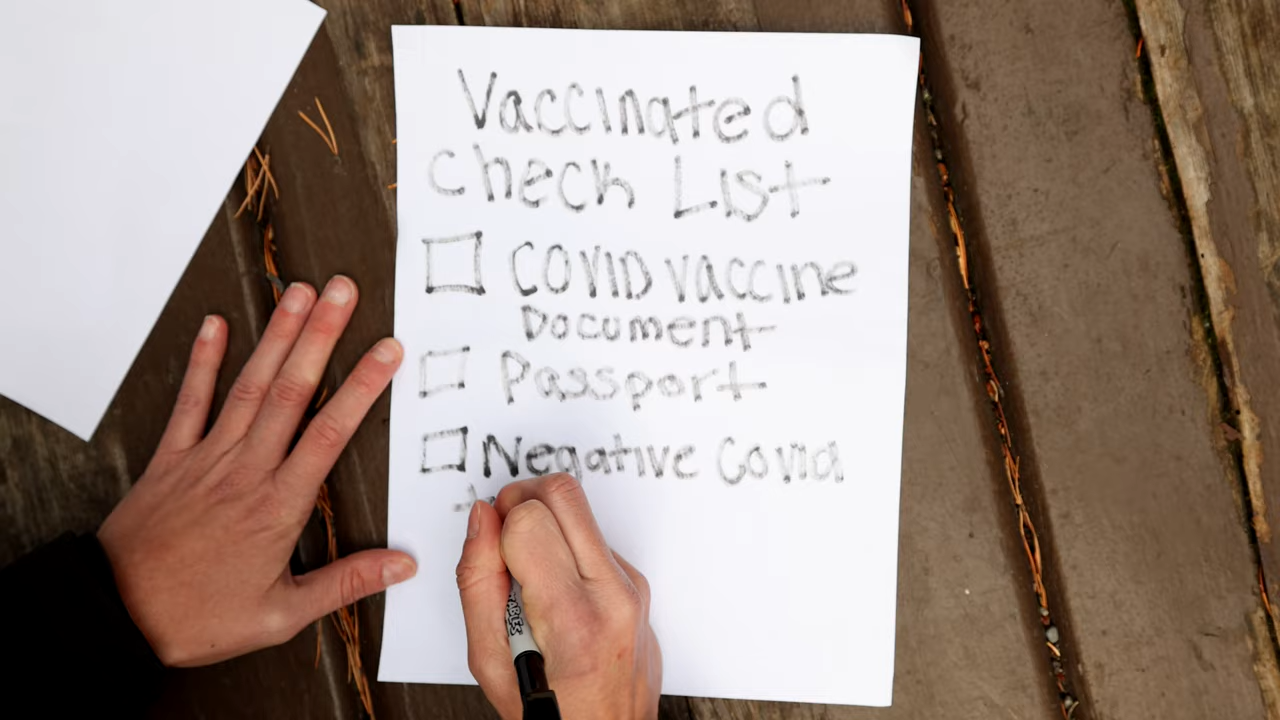 Vaccinated
Check List
COVID vaccine
Document
Passport
Negative Covid